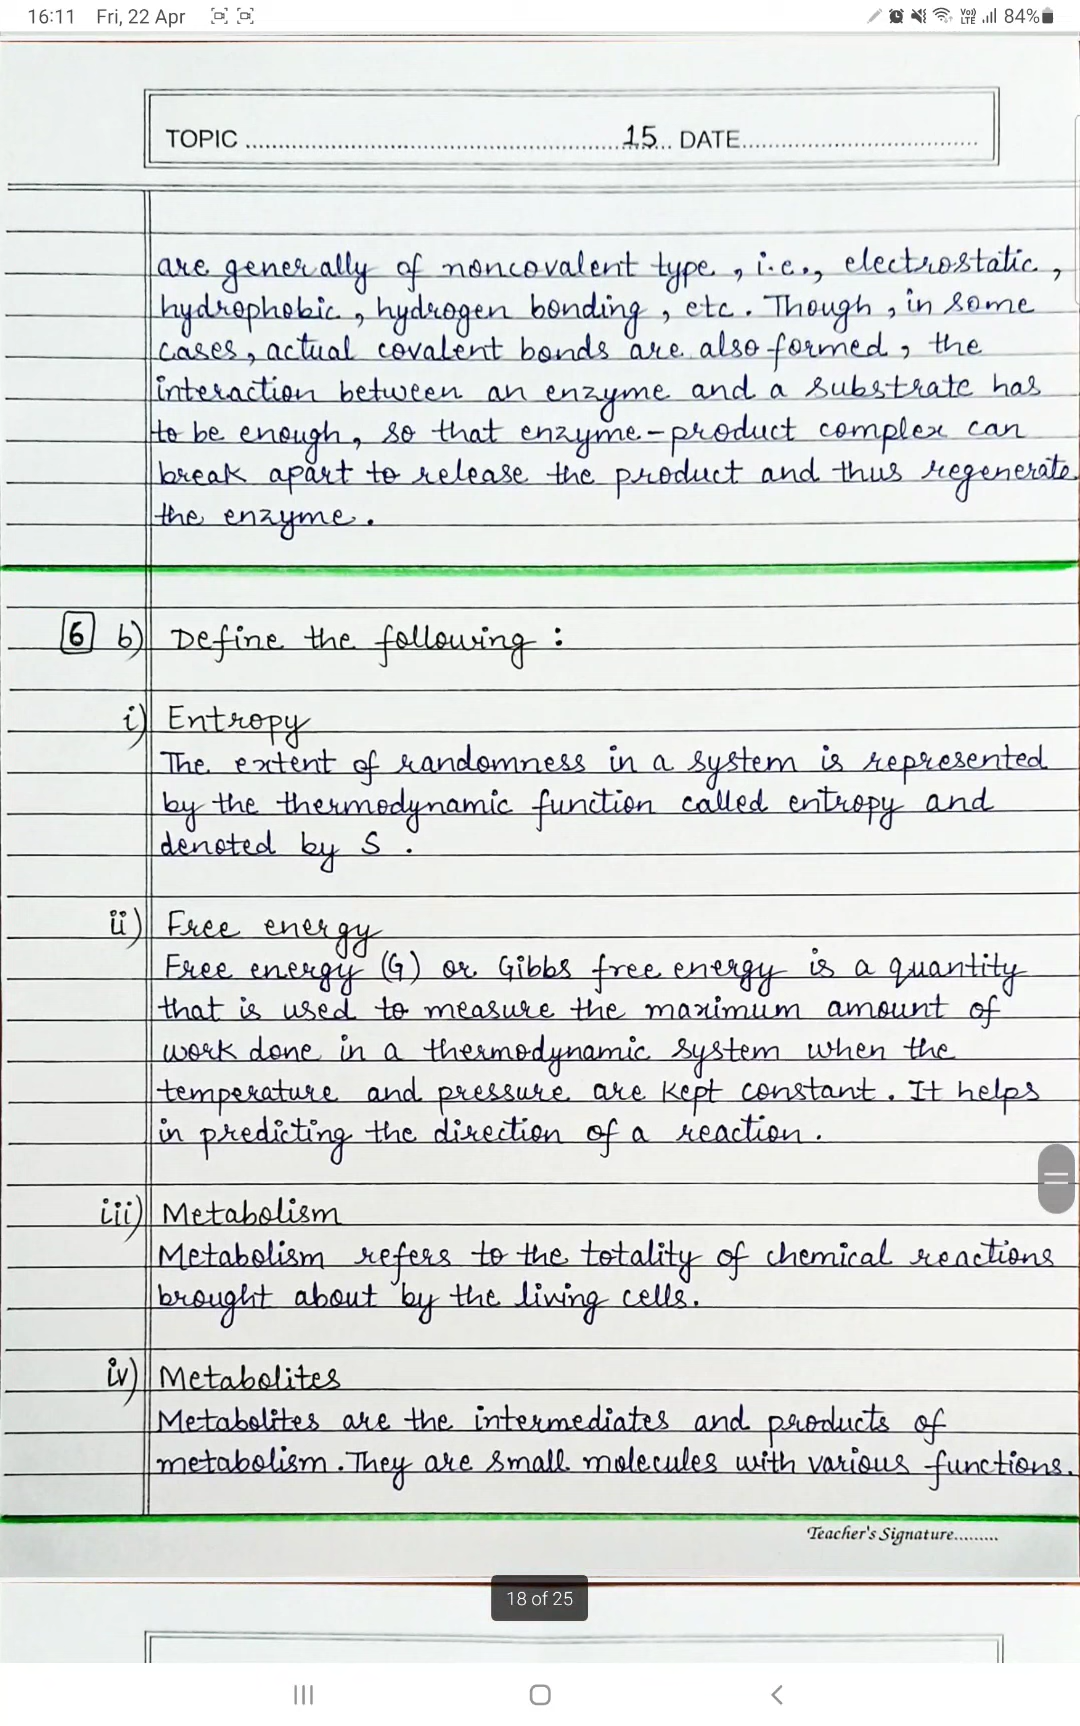 16:11 Fri, 22 Apr 84%
TOPIC 15 DATE
are generally of noncovalent type, i.e., electrostatic,
hydrophobic, hydrogen bonding, etc. Though, in some
cases, actual covalent bonds are also formed, the
interaction between an enzyme and a substrate has
to be enough, so that enzyme-product complex can
break apart to release the product and thus regenerate
the enzyme.
6 b) Define the following:
i) Entropy
The extent of randomness in a system is represented
by the thermodynamic function called entropy and
denoted by S.
ii) Free energy
Free energy (G) or Gibbs free energy is a quantity
that is used to measure the maximum amount of
work done in a thermodynamic system when the
temperature and pressure are kept constant. It helps
in predicting the direction of a reaction.
iii) Metabolism
Metabolism refers to the totality of chemical reactions
brought about by the living cells.
iv) Metabolites
Metabolites are the intermediates and products of
metabolism. They are small molecules with various functions.
Teacher's Signature.........
18 of 25